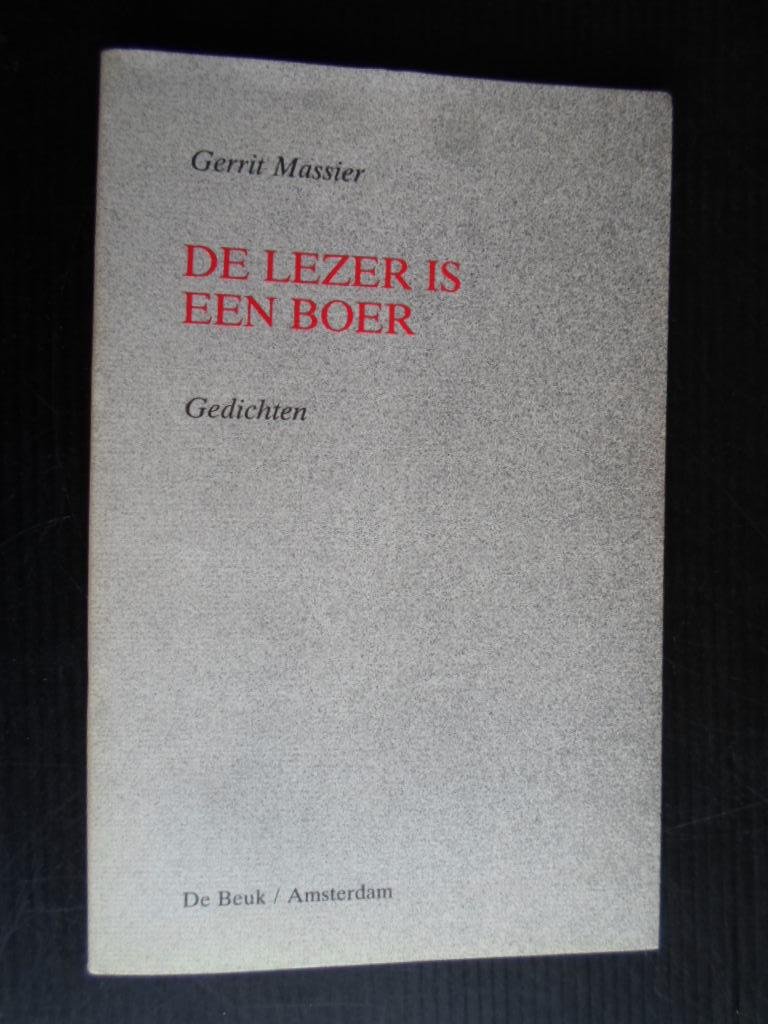 Gerrit Massier
DE LEZER IS
EEN BOER
Gedichten
De Beuk / Amsterdam